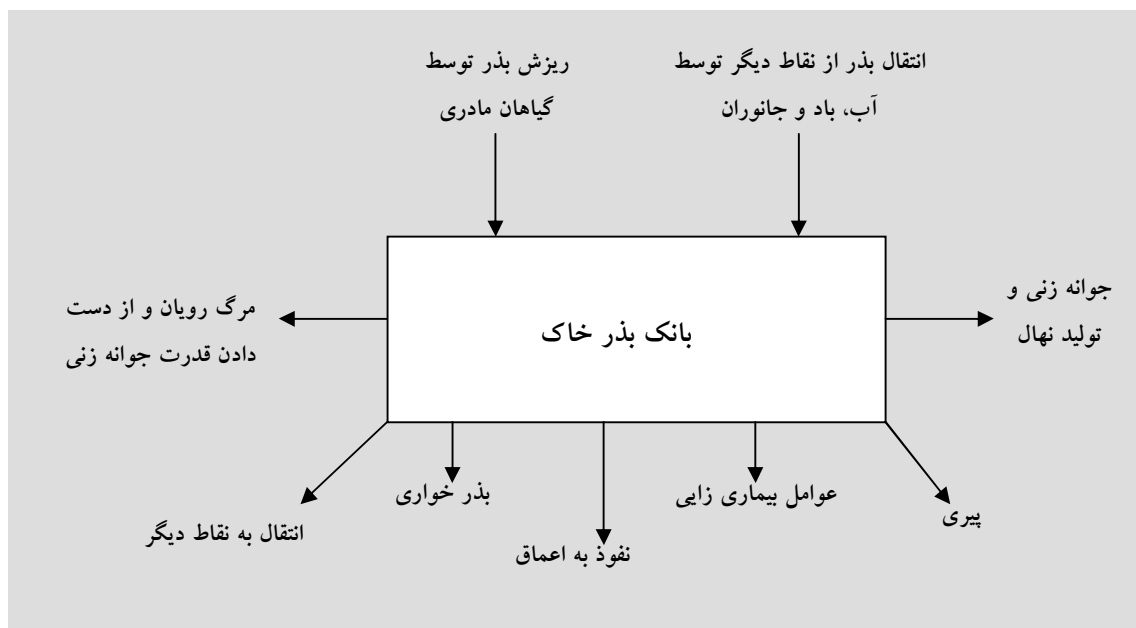 انتقال بذر از نقاط دیگر توسط
آب، باد و جانوران
ریزش بذر توسط
گیاهان مادری
جوانه زنی و
تولید نهال
بانک بذر خاک
مرگ رویان و از دست
دادن قدرت جوانه زنی
پیری
عوامل بیماری زایی
نفوذ به اعماق
بذر خواری
انتقال به نقاط دیگر